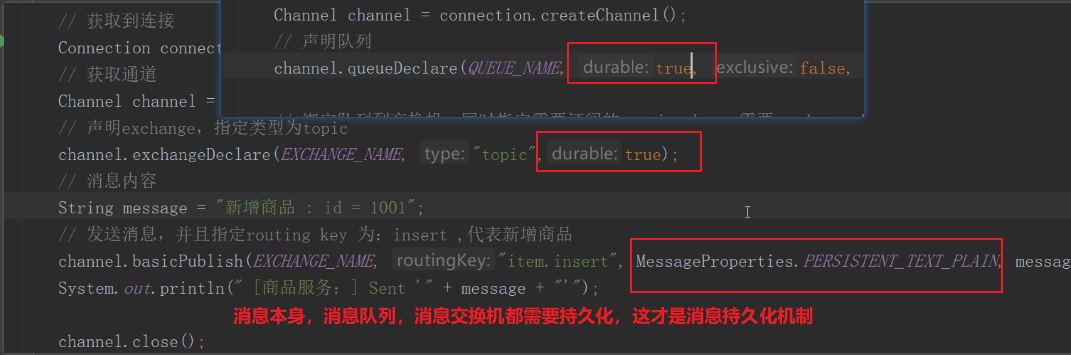 // 获取到连接
Connection connec
// 获取通道
Channel channel =
Channel channel = connection.createChannel();
// 声明队列
channel.queueDeclare(QUEUE_NAME, durable: true, exclusive: false,
// 声明exchange，指定类型为topic
channel.exchangeDeclare(EXCHANGE_NAME, type: "topic", durable: true);
// 消息内容
String message = "新增商品 : id = 1001";
// 发送消息，并且指定routing key 为：insert ,代表新增商品
channel.basicPublish(EXCHANGE_NAME, routingKey: "item.insert", MessageProperties.PERSISTENT_TEXT_PLAIN, messag
System.out.println(" [商品服务：] Sent '" + message + "'");
消息本身，消息队列，消息交换机都需要持久化，这才是消息持久化机制
channel.close();